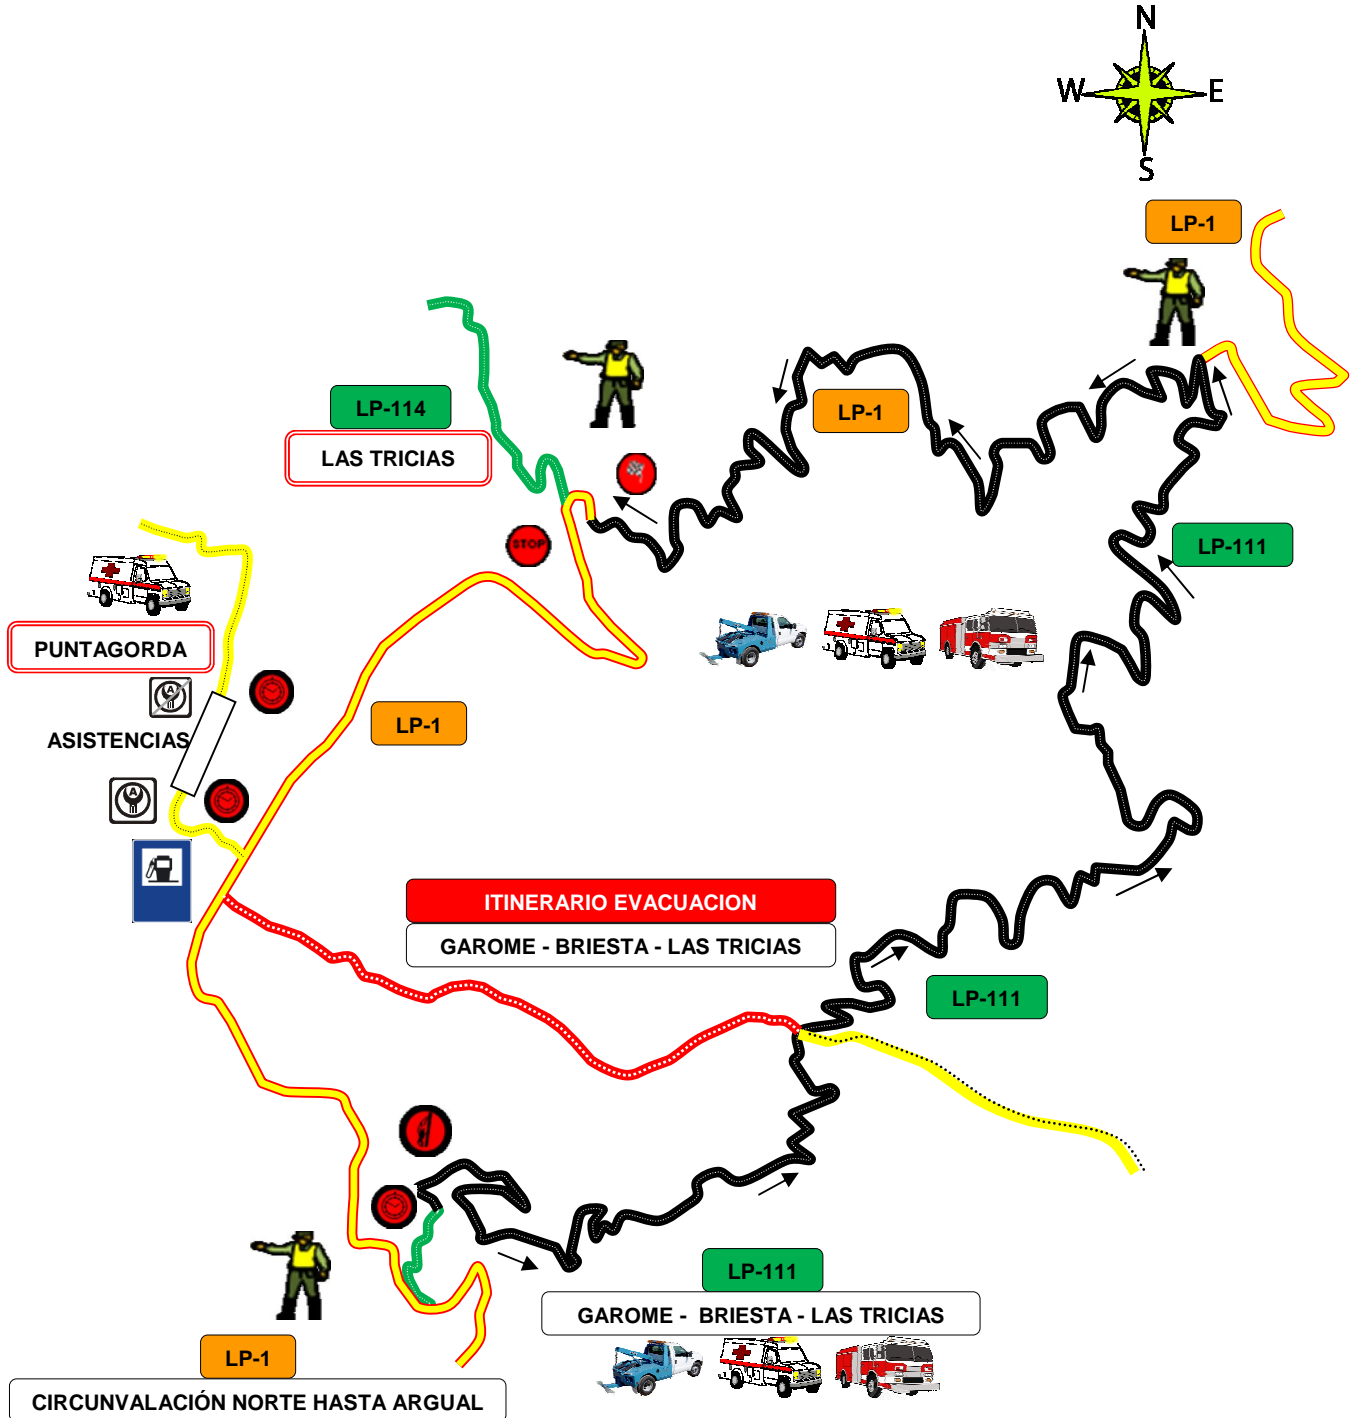 N
W E
S
LP-1
LP-114
LAS TRICIAS
LP-1
STOP
LP-111
PUNTAGORDA
A
ASISTENCIAS
LP-1
A
ITINERARIO EVACUACION
GAROME - BRIESTA - LAS TRICIAS
LP-111
LP-111
GAROME - BRIESTA - LAS TRICIAS
LP-1
CIRCUNVALACIÓN NORTE HASTA ARGUAL